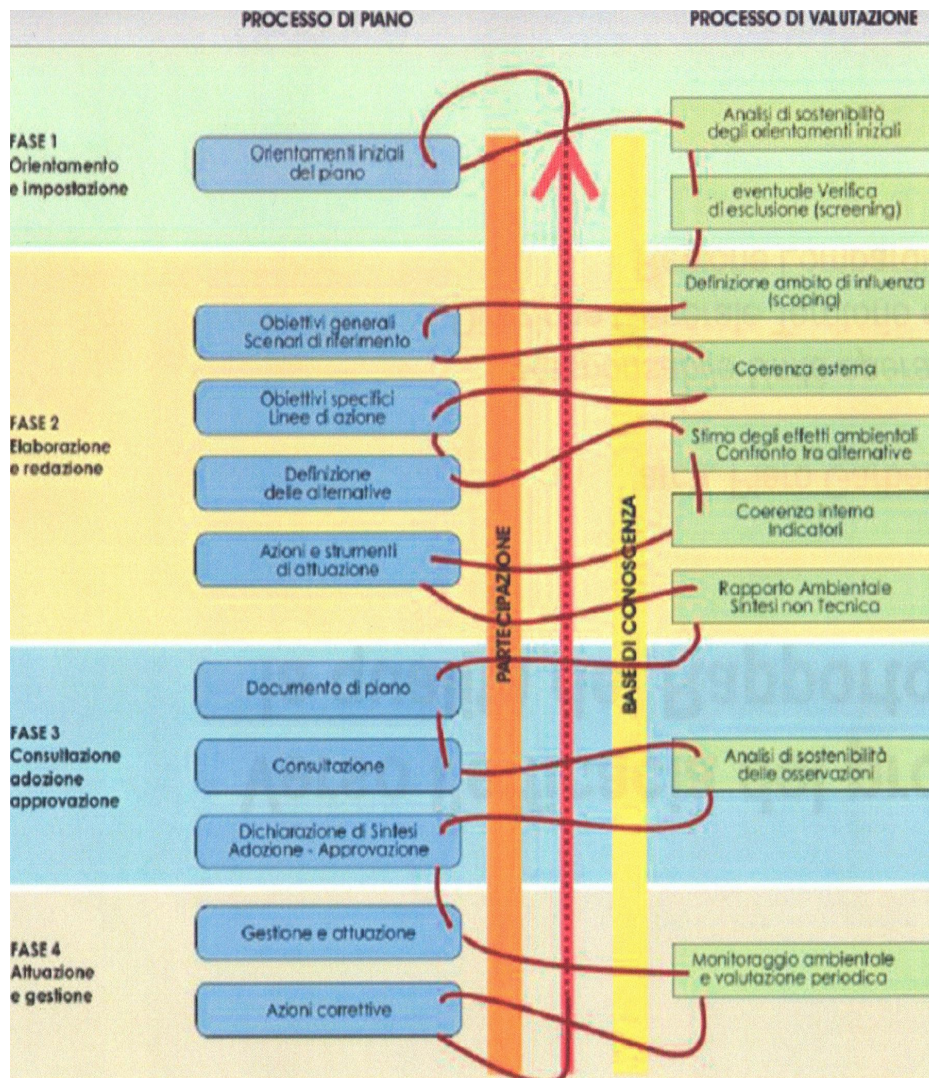 PROCESSO DI PIANO
PROCESSO DI VALUTAZIONE
FASE 1
Orientamento
e impostazione
Orientamenti iniziali
del piano
Analisi di sostenibilità
degli orientamenti iniziali
eventuale Verifica
di esclusione (screening)
FASE 2
Elaborazione
e redazione
Obiettivi generali
Scenari di riferimento
Definizione ambito di influenza
(scoping)
Coerenza esterna
Obiettivi specifici
Linee di azione
Stima degli effetti ambientali
Confronto tra alternative
Definizione
delle alternative
Coerenza interna
Indicatori
Azioni e strumenti
di attuazione
Rapporto Ambientale
Sintesi non Tecnica
PARTECIPAZIONE
BASE DI CONOSCENZA
FASE 3
Consultazione
adozione
approvazione
Documento di piano
Consultazione
Analisi di sostenibilità
delle osservazioni
Dichiarazione di Sintesi
Adozione - Approvazione
FASE 4
Attuazione
e gestione
Gestione e attuazione
Monitoraggio ambientale
e valutazione periodica
Azioni correttive